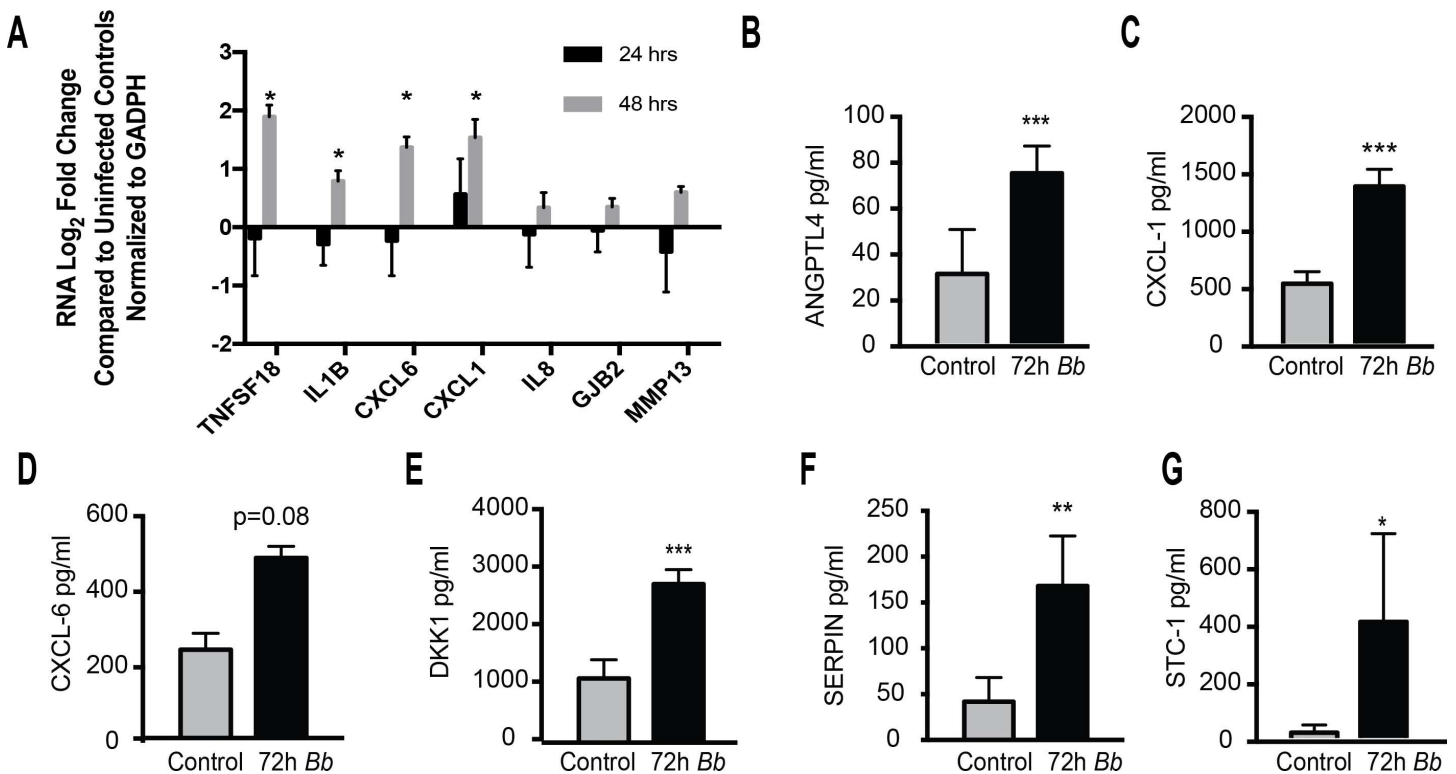 A
RNA Log2 Fold Change
Compared to Uninfected Controls
Normalized to GADPH
3
2
1
0
-1
-2
24 hrs
48 hrs
*
*
*
*
TNFSF18
IL1B
CXCL6
CXCL1
IL8
GJB2
MMP13
B
ANGPTL4 pg/ml
100
80
60
40
20
0
***
Control 72h Bb
C
CXCL-1 pg/ml
2000
1500
1000
500
0
***
Control 72h Bb
D
CXCL-6 pg/ml
600
400
200
0
p=0.08
Control 72h Bb
E
DKK1 pg/ml
4000
3000
2000
1000
0
***
Control 72h Bb
F
SERPIN pg/ml
250
200
150
100
50
0
**
Control 72h Bb
G
STC-1 pg/ml
800
600
400
200
0
*
Control 72h Bb